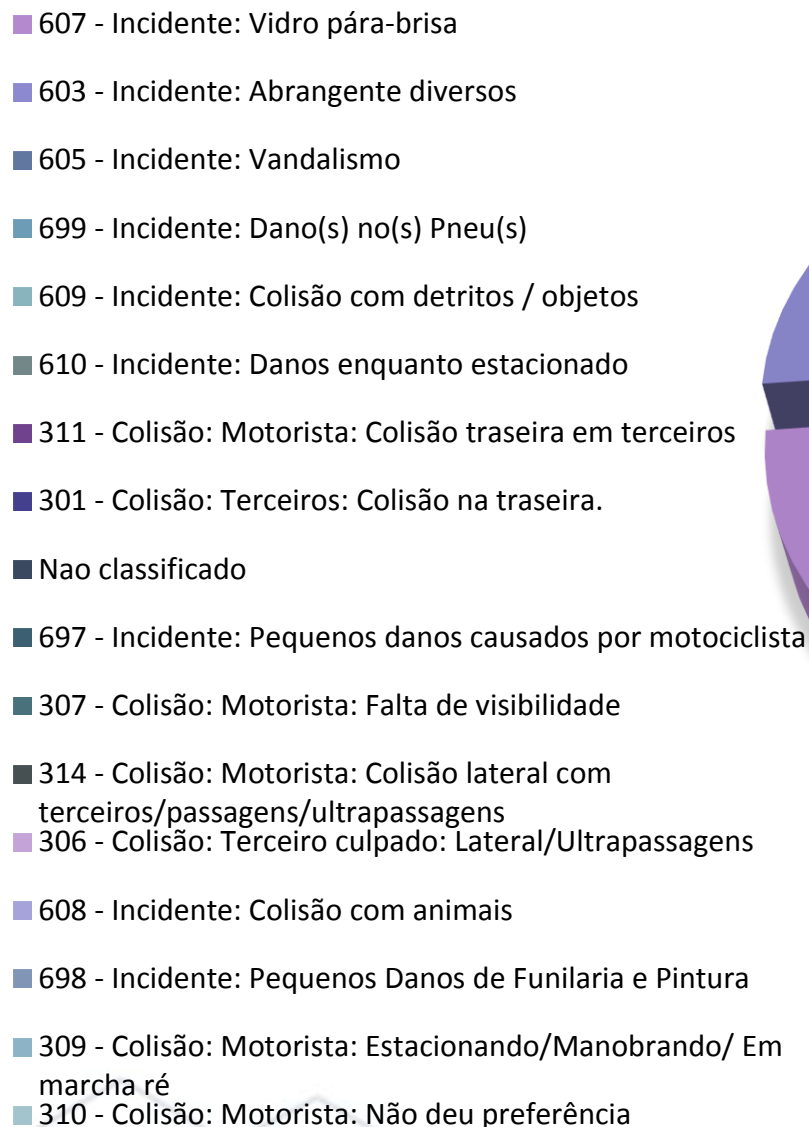 607 - Incidente: Vidro pára-brisa
603 - Incidente: Abrangente diversos
605 - Incidente: Vandalismo
699 - Incidente: Dano(s) no(s) Pneu(s)
609 - Incidente: Colisão com detritos / objetos
610 - Incidente: Danos enquanto estacionado
311 - Colisão: Motorista: Colisão traseira em terceiros
301 - Colisão: Terceiros: Colisão na traseira.
Nao classificado
697 - Incidente: Pequenos danos causados por motociclista
307 - Colisão: Motorista: Falta de visibilidade
314 - Colisão: Motorista: Colisão lateral com
terceiros/passagens/ultrapassagens
306 - Colisão: Terceiro culpado: Lateral/Ultrapassagens
608 - Incidente: Colisão com animais
698 - Incidente: Pequenos Danos de Funilaria e Pintura
309 - Colisão: Motorista: Estacionando/Manobrando/ Em
marcha ré
310 - Colisão: Motorista: Não deu preferência